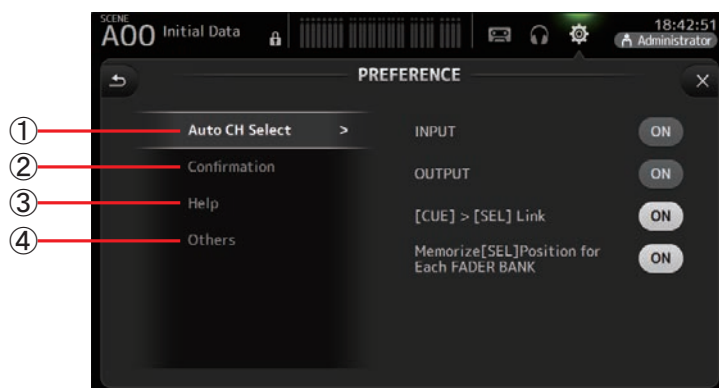 SCENE
A00 Initial Data
18:42:51
Administrator
PREFERENCE
① Auto CH Select >
② Confirmation
③ Help
④ Others
INPUT ON
OUTPUT ON
[CUE] > [SEL] Link ON
Memorize[SEL]Position for
Each FADER BANK ON